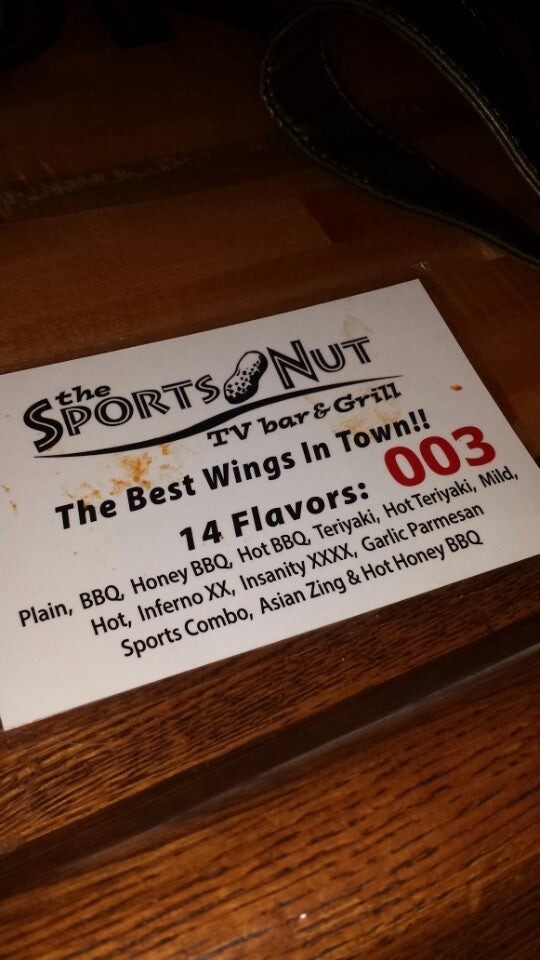 the
SPORTS NUT
TV bar & Grill
The Best Wings In Town!!
003
14 Flavors:
Plain, BBQ, Honey BBQ, Hot BBQ, Teriyaki, Hot Teriyaki, Mild,
Hot, Inferno XX, Insanity XXXX, Garlic Parmesan
Sports Combo, Asian Zing & Hot Honey BBQ